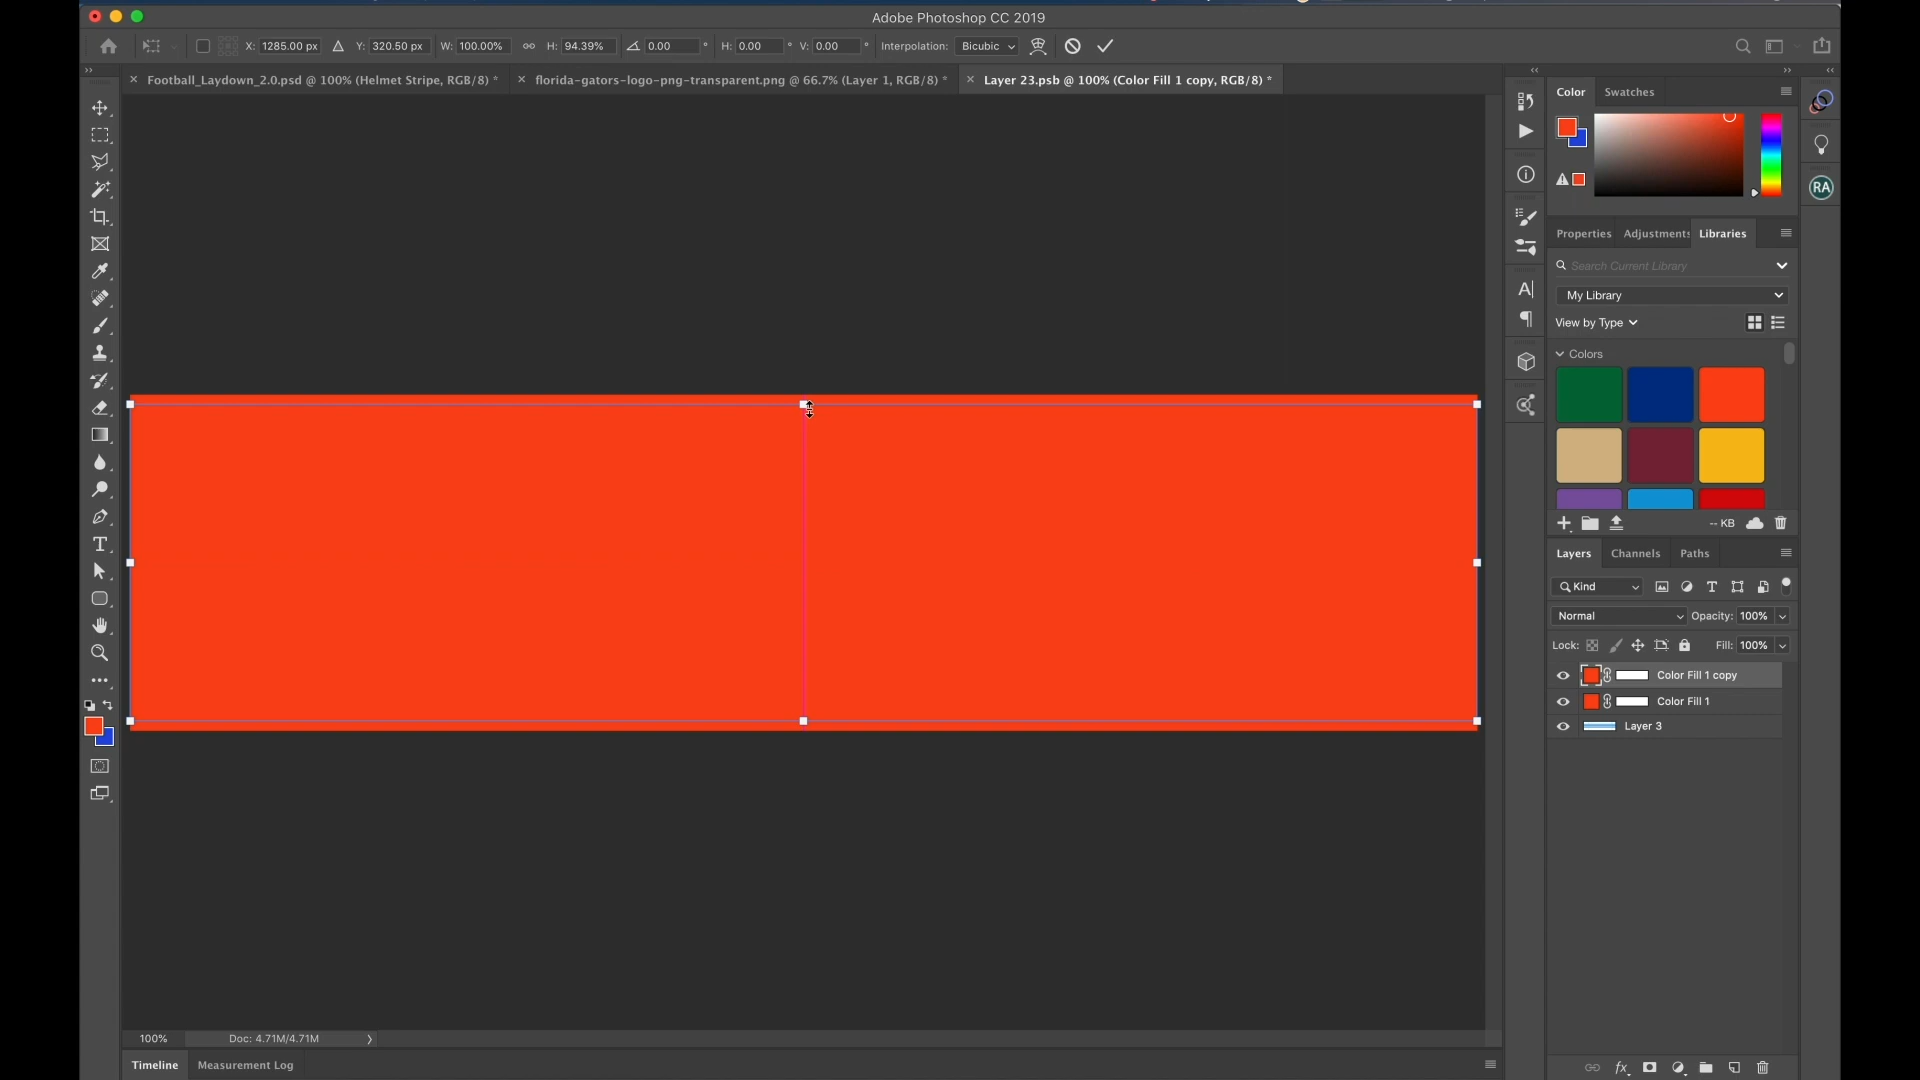 Adobe Photoshop CC 2019
X: 1285.00 px Y: 320.50 px W: 100.00% H: 94.39% 0.00 ° H: 0.00 ° V: 0.00 ° Interpolation: Bicubic
Football_Laydown_2.0.psd @ 100% (Helmet Stripe, RGB/8) * florida-gators-logo-png-transparent.png @ 66.7% (Layer 1, RGB/8) * Layer 23.psb @ 100% (Color Fill 1 copy, RGB/8) *
Color Swatches
RA
Properties Adjustments Libraries
Search Current Library
My Library
View by Type
Colors
-- KB
Layers Channels Paths
Kind
Normal Opacity: 100%
Lock: Fill: 100%
Color Fill 1 copy
Color Fill 1
Layer 3
100% Doc: 4.71M/4.71M
Timeline Measurement Log
fx